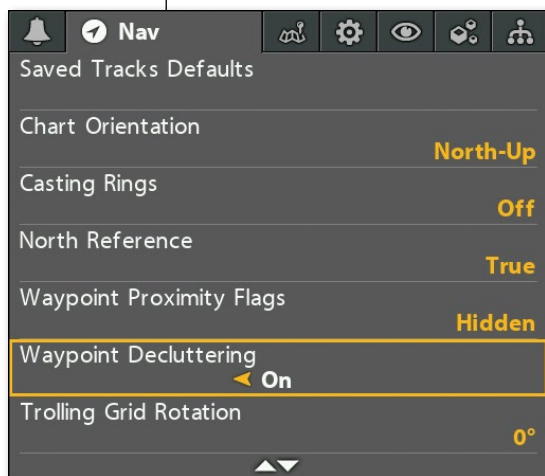 Nav
Saved Tracks Defaults
Chart Orientation
North-Up
Casting Rings
Off
North Reference
True
Waypoint Proximity Flags
Hidden
Waypoint Decluttering
On
Trolling Grid Rotation
0°